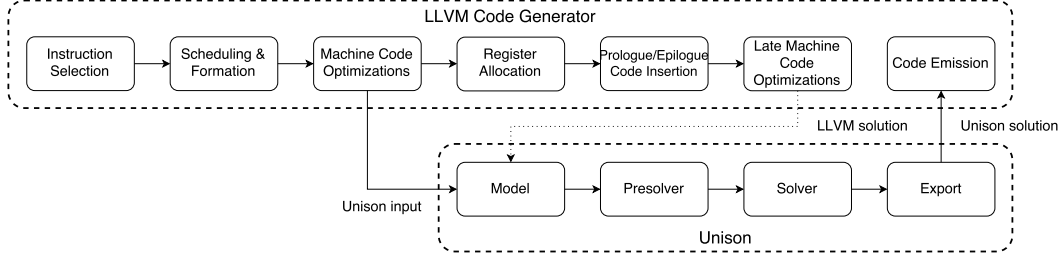 LLVM Code Generator
Instruction
Selection
Scheduling &
Formation
Machine Code
Optimizations
Register
Allocation
Prologue/Epilogue
Code Insertion
Late Machine
Code
Optimizations
Code Emission
LLVM solution
Unison solution
Model
Presolver
Solver
Export
Unison input
Unison